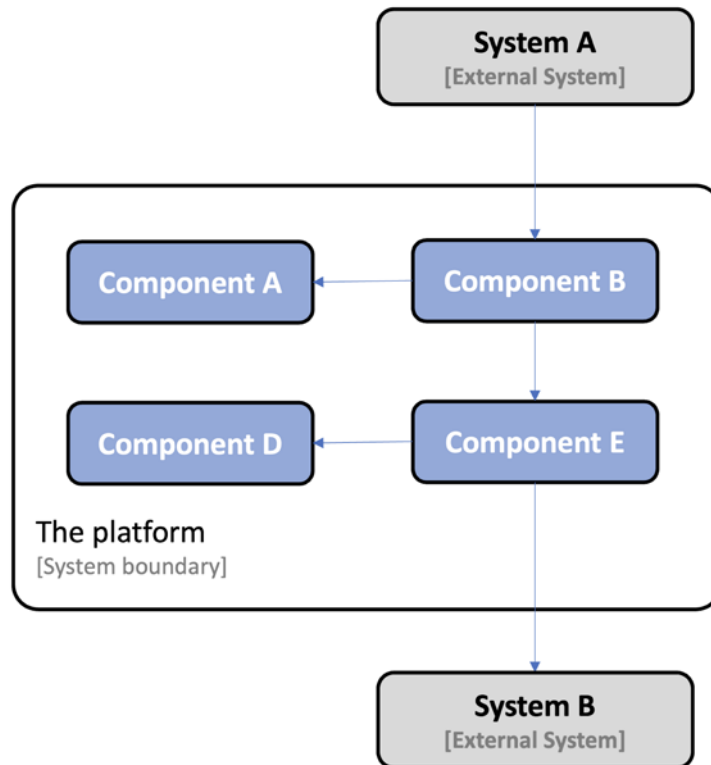 System A
[External System]
Component A
Component B
Component D
Component E
The platform
[System boundary]
System B
[External System]